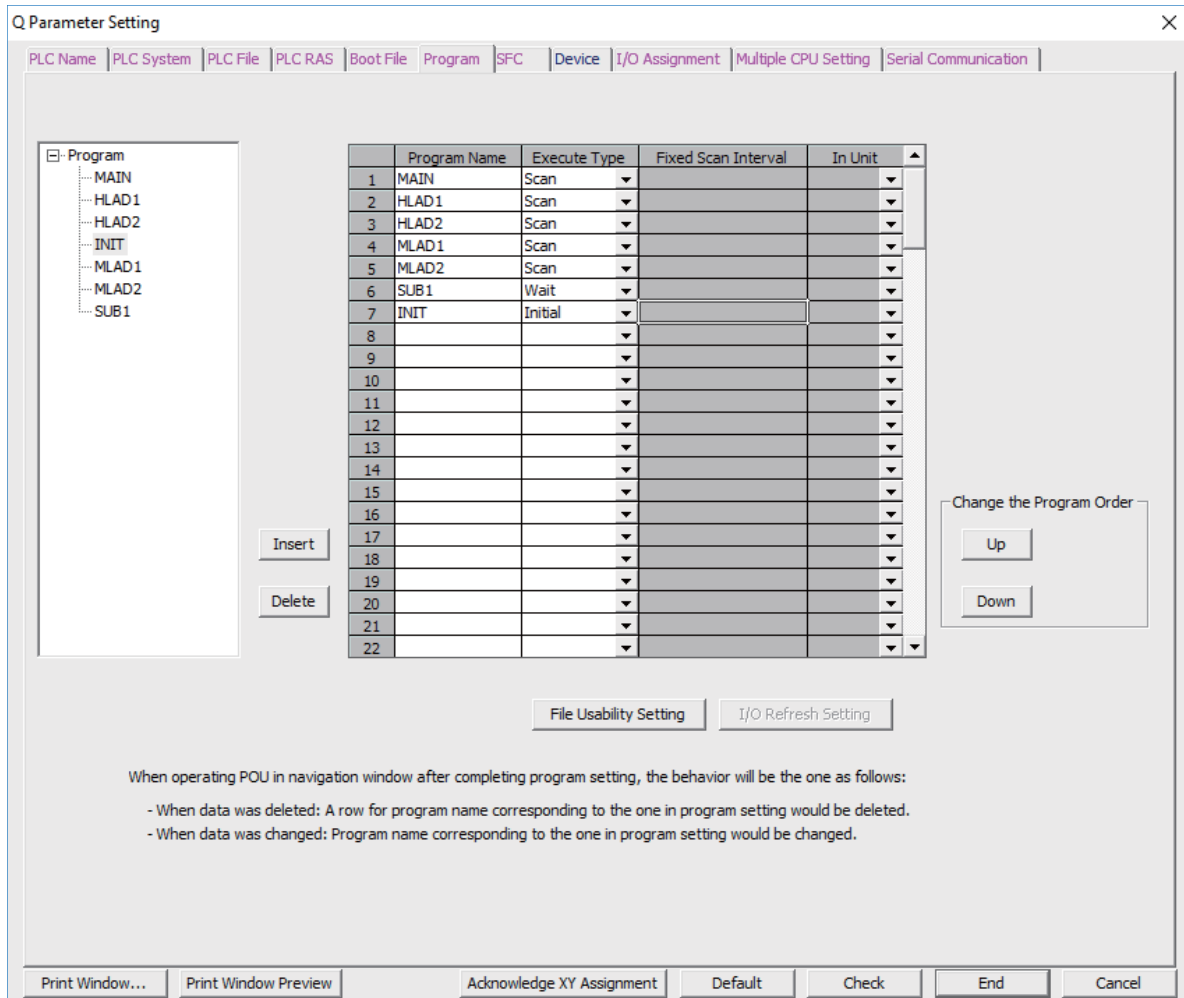 Q Parameter Setting
PLC Name PLC System PLC File PLC RAS Boot File Program SFC Device I/O Assignment Multiple CPU Setting Serial Communication
Program
MAIN
HLAD1
HLAD2
INIT
MLAD1
MLAD2
SUB1
Program Name Execute Type Fixed Scan Interval In Unit
1 MAIN Scan
2 HLAD1 Scan
3 HLAD2 Scan
4 MLAD1 Scan
5 MLAD2 Scan
6 SUB1 Wait
7 INIT Initial
8
9
10
11
12
13
14
15
16
17
18
19
20
21
22
Insert
Delete
Change the Program Order
Up
Down
File Usability Setting I/O Refresh Setting
When operating POU in navigation window after completing program setting, the behavior will be the one as follows:
- When data was deleted: A row for program name corresponding to the one in program setting would be deleted.
- When data was changed: Program name corresponding to the one in program setting would be changed.
Print Window... Print Window Preview Acknowledge XY Assignment Default Check End Cancel